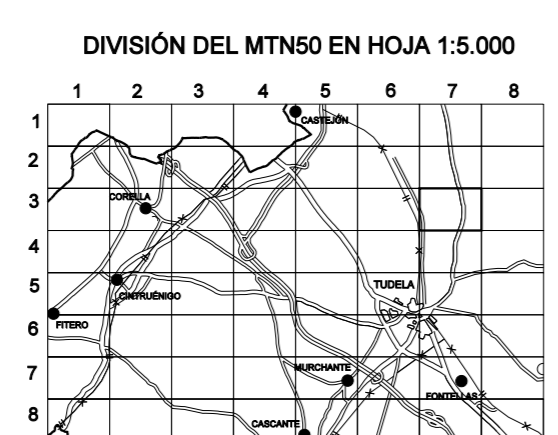 DIVISIÓN DEL MTN50 EN HOJA 1:5.000
1 2 3 4 5 6 7 8
1
CASTEJÓN
2
3
CORELLA
4
5
TUDELA
CINTRUÉNIGO
6
FITERO
7
MURCHANTE
FONTELLAS
8
CASCANTE